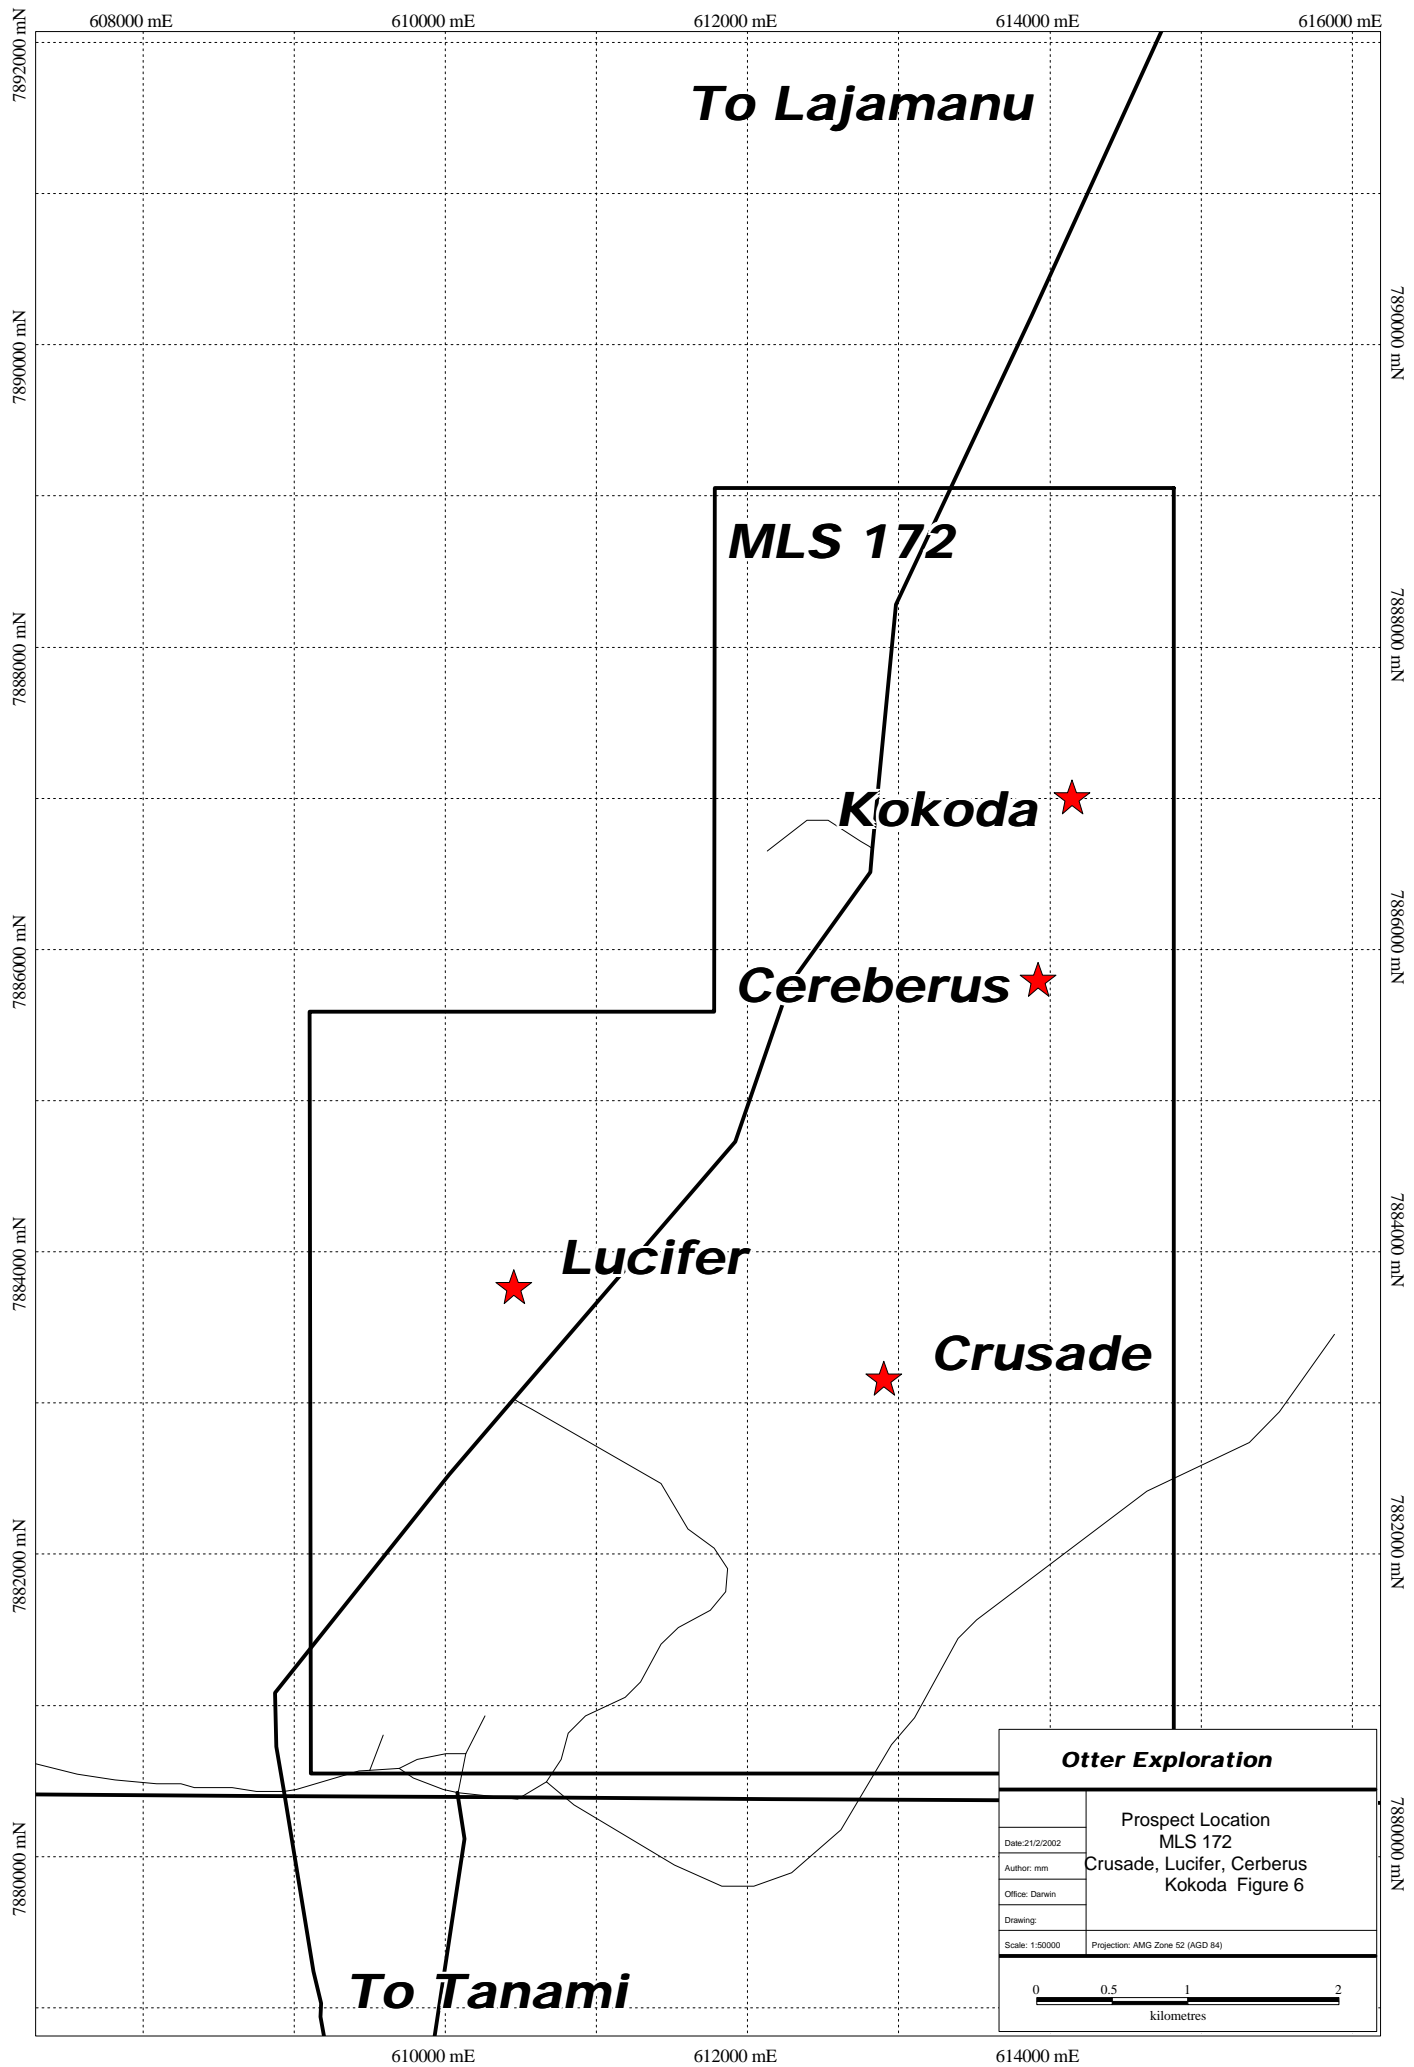 608000 mE
610000 mE
612000 mE
614000 mE
616000 mE
7892000 mN
To Lajamanu
7890000 mN
7890000 mN
MLS 172
7888000 mN
7888000 mN
Kokoda
7886000 mN
7886000 mN
Cereberus
7884000 mN
7884000 mN
Lucifer
Crusade
7882000 mN
7882000 mN
7880000 mN
7880000 mN
To Tanami
Otter Exploration
Prospect Location
MLS 172
Crusade, Lucifer, Cerberus
Kokoda Figure 6
Date:21/2/2002
Author: mm
Office: Darwin
Drawing:
Scale: 1:50000
Projection: AMG Zone 52 (AGD 84)
0 0.5 1 2
kilometres
610000 mE
612000 mE
614000 mE